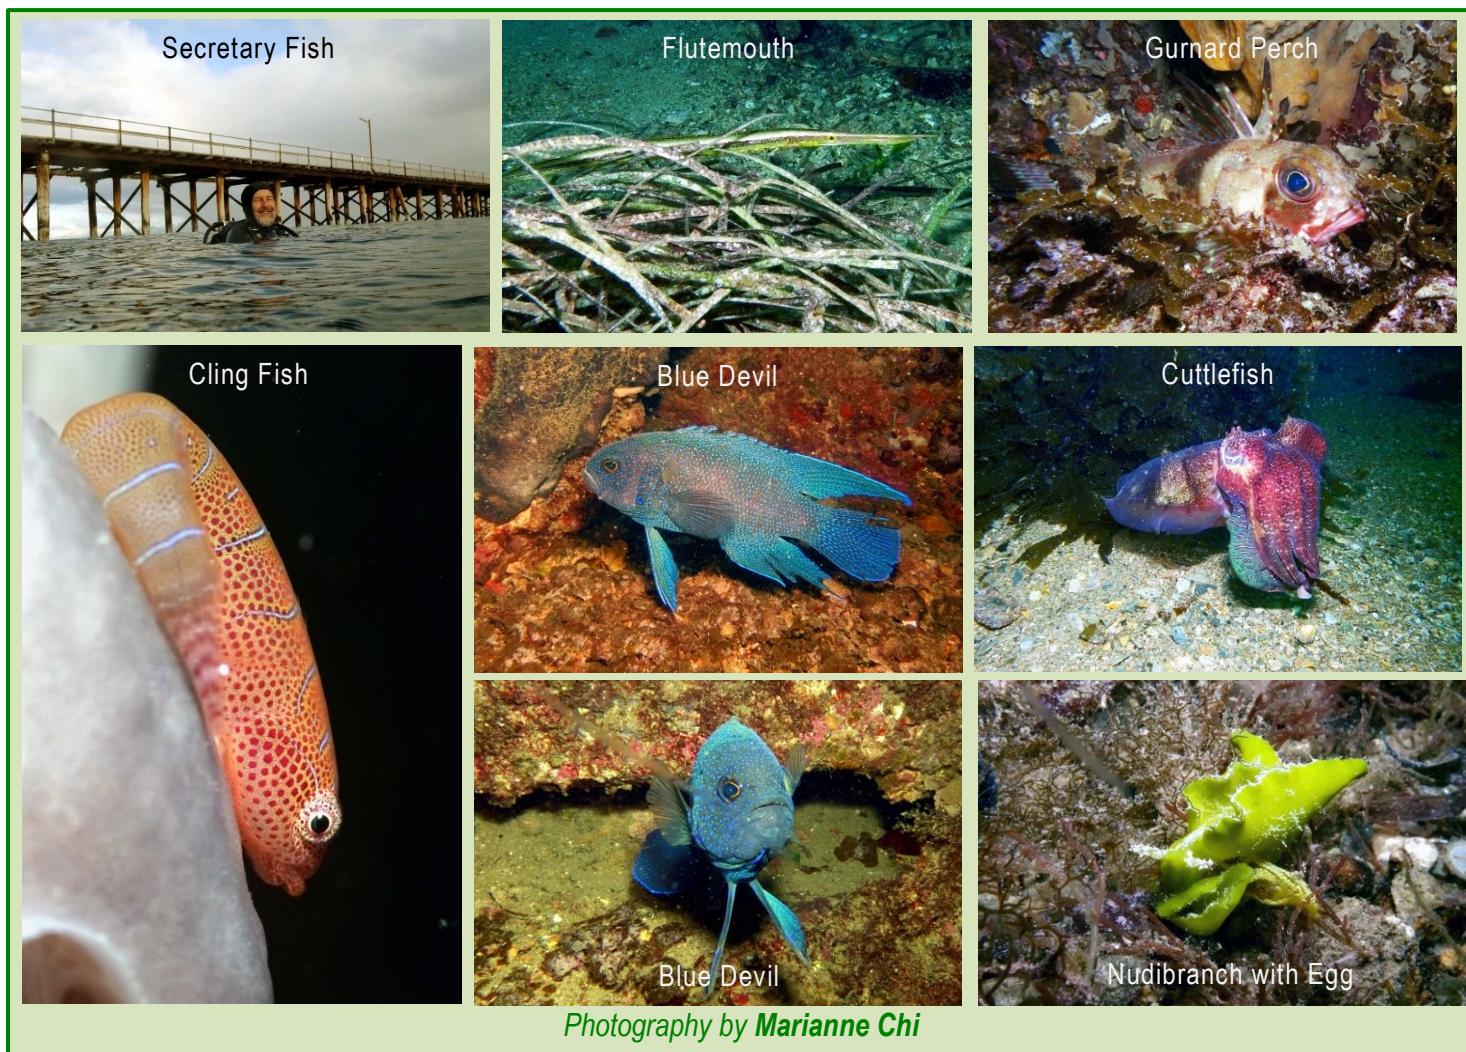 Secretary Fish
Flutemouth
Gurnard Perch
Cling Fish
Blue Devil
Cuttlefish
Blue Devil
Nudibranch with Egg
Photography by Marianne Chi